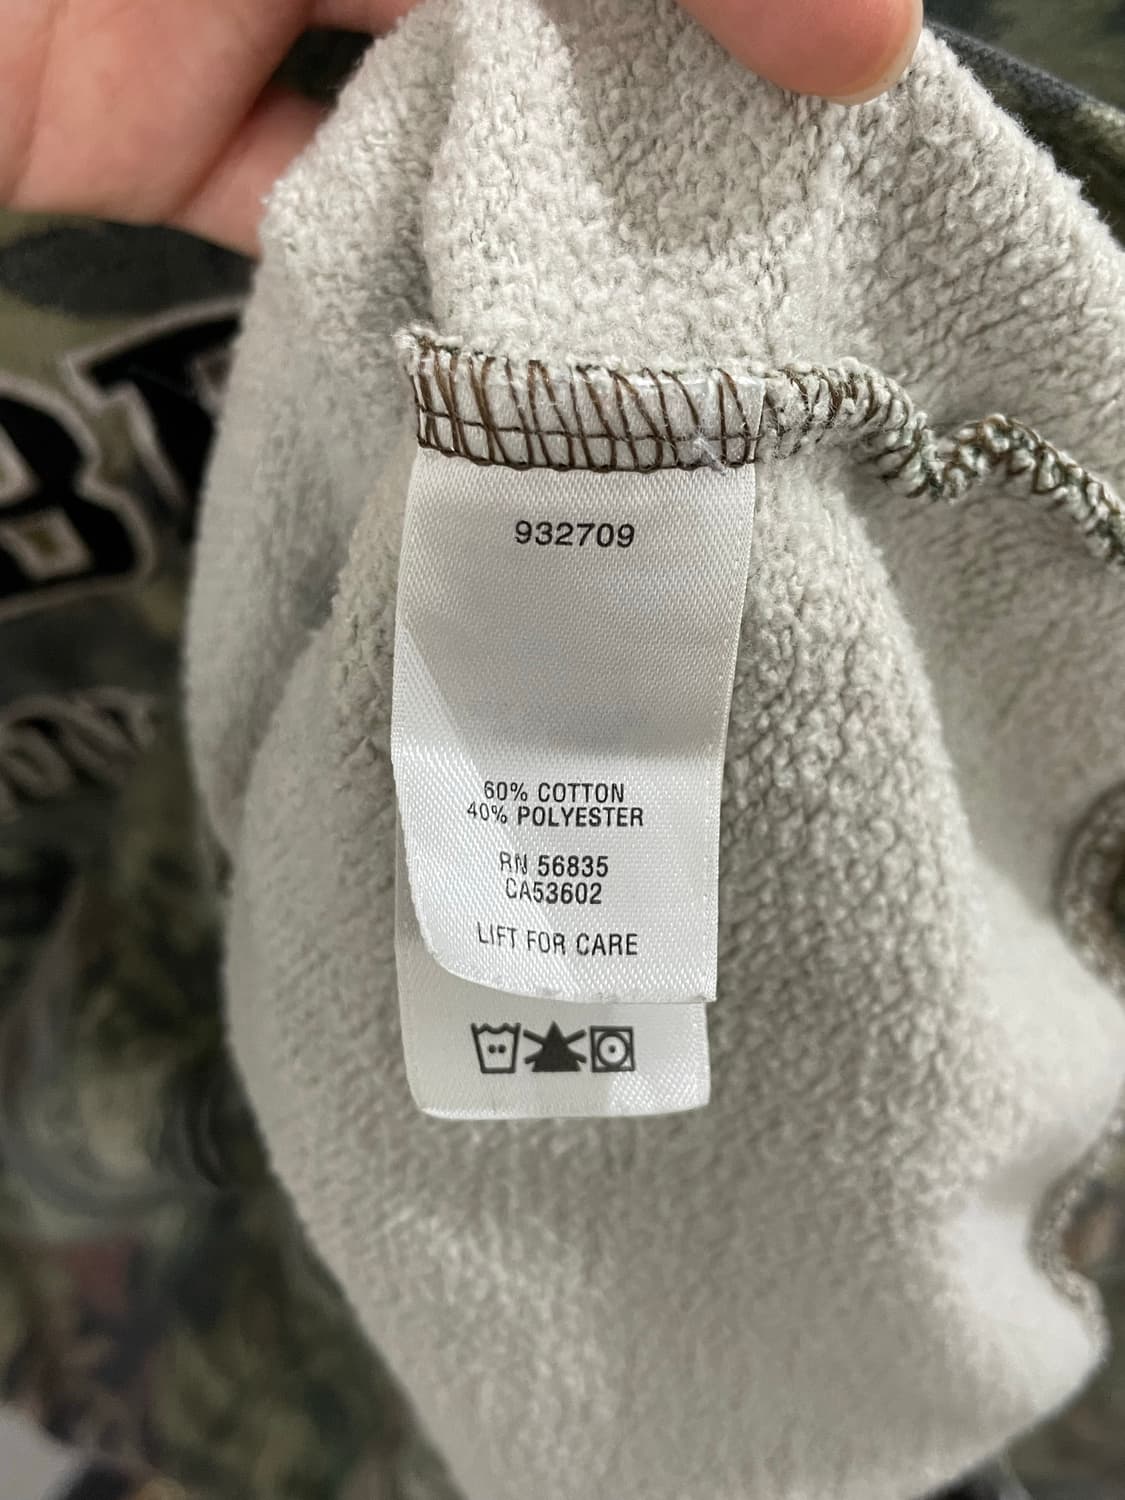 932709
60% COTTON
40% POLYESTER
RN 56835
CA53602
LIFT FOR CARE